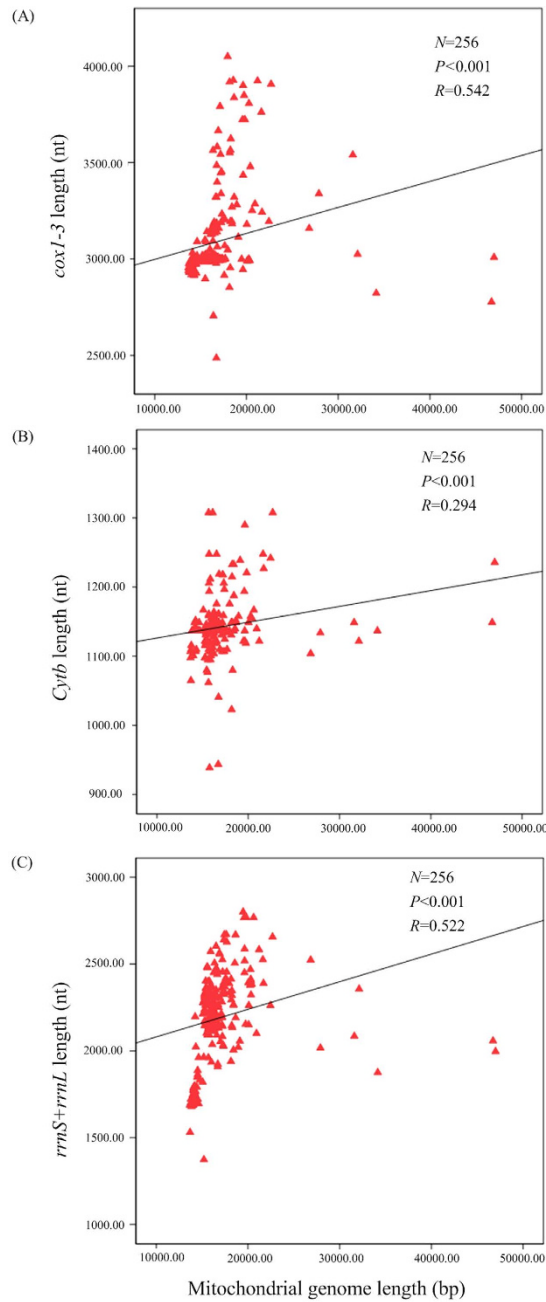 (A)
N=256
P<0.001
R=0.542
4000.00
3500.00
3000.00
2500.00
cox1-3 length (nt)
10000.00 20000.00 30000.00 40000.00 50000.00
(B)
N=256
P<0.001
R=0.294
1400.00
1300.00
1200.00
1100.00
1000.00
900.00
Cytb length (nt)
10000.00 20000.00 30000.00 40000.00 50000.00
(C)
N=256
P<0.001
R=0.522
3000.00
2500.00
2000.00
1500.00
1000.00
rrnS+rrnL length (nt)
10000.00 20000.00 30000.00 40000.00 50000.00
Mitochondrial genome length (bp)